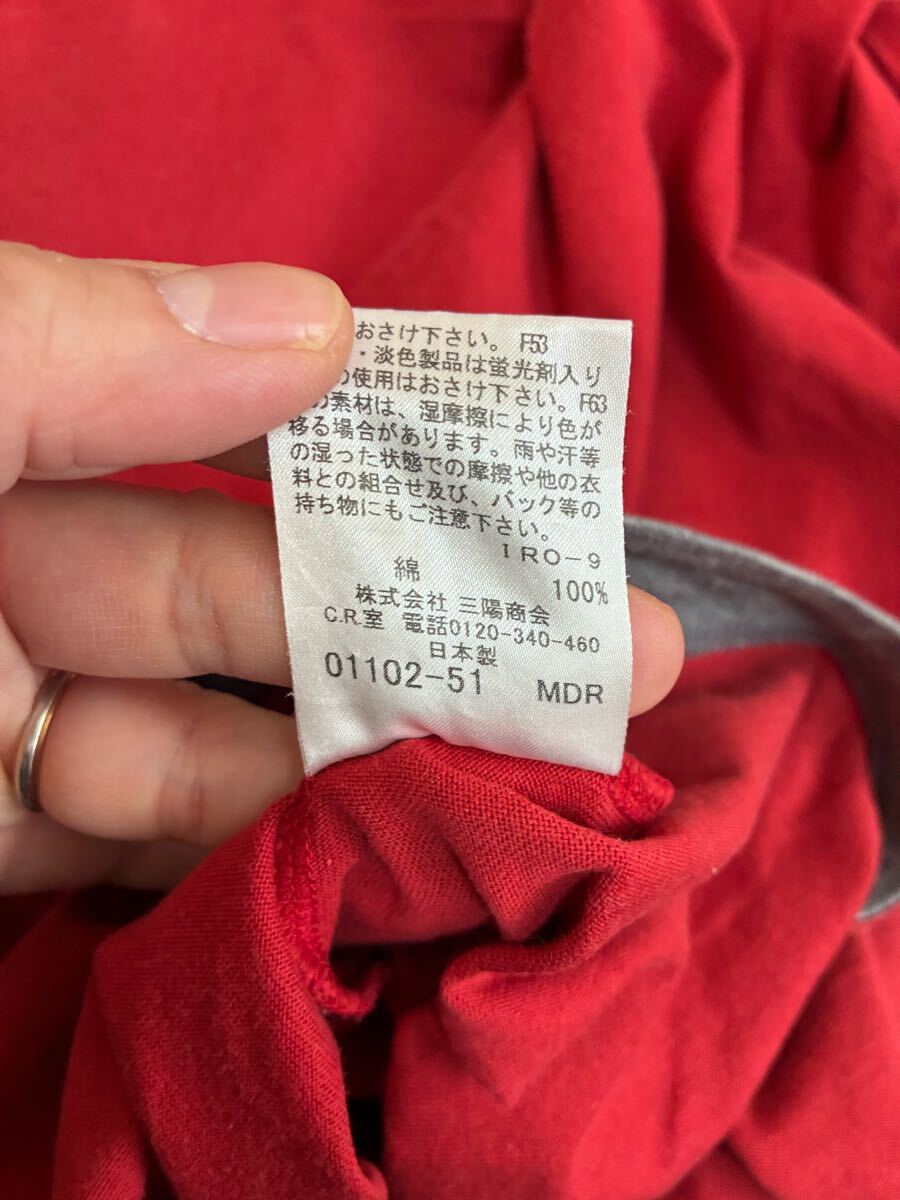 おさけ下さい。F53
・淡色製品は蛍光剤入り
の使用はおさけ下さい。F63
の素材は、湿摩擦により色が
移る場合があります。雨や汗等
の湿った状態での摩擦や他の衣
料との組合せ及び、バック等の
持ち物にもご注意下さい。
IRO-9
綿 100%
株式会社 三陽商会
C.R.室 電話0120-340-460
日本製
01102-51 MDR